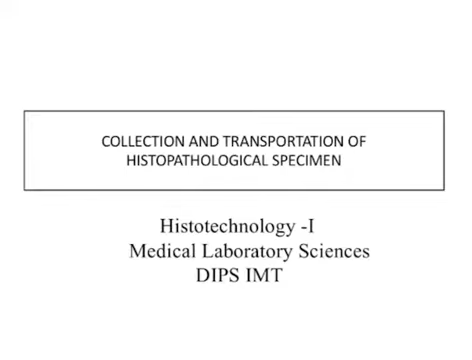 COLLECTION AND TRANSPORTATION OF
HISTOPATHOLOGICAL SPECIMEN
Histotechnology -I
Medical Laboratory Sciences
DIPS IMT